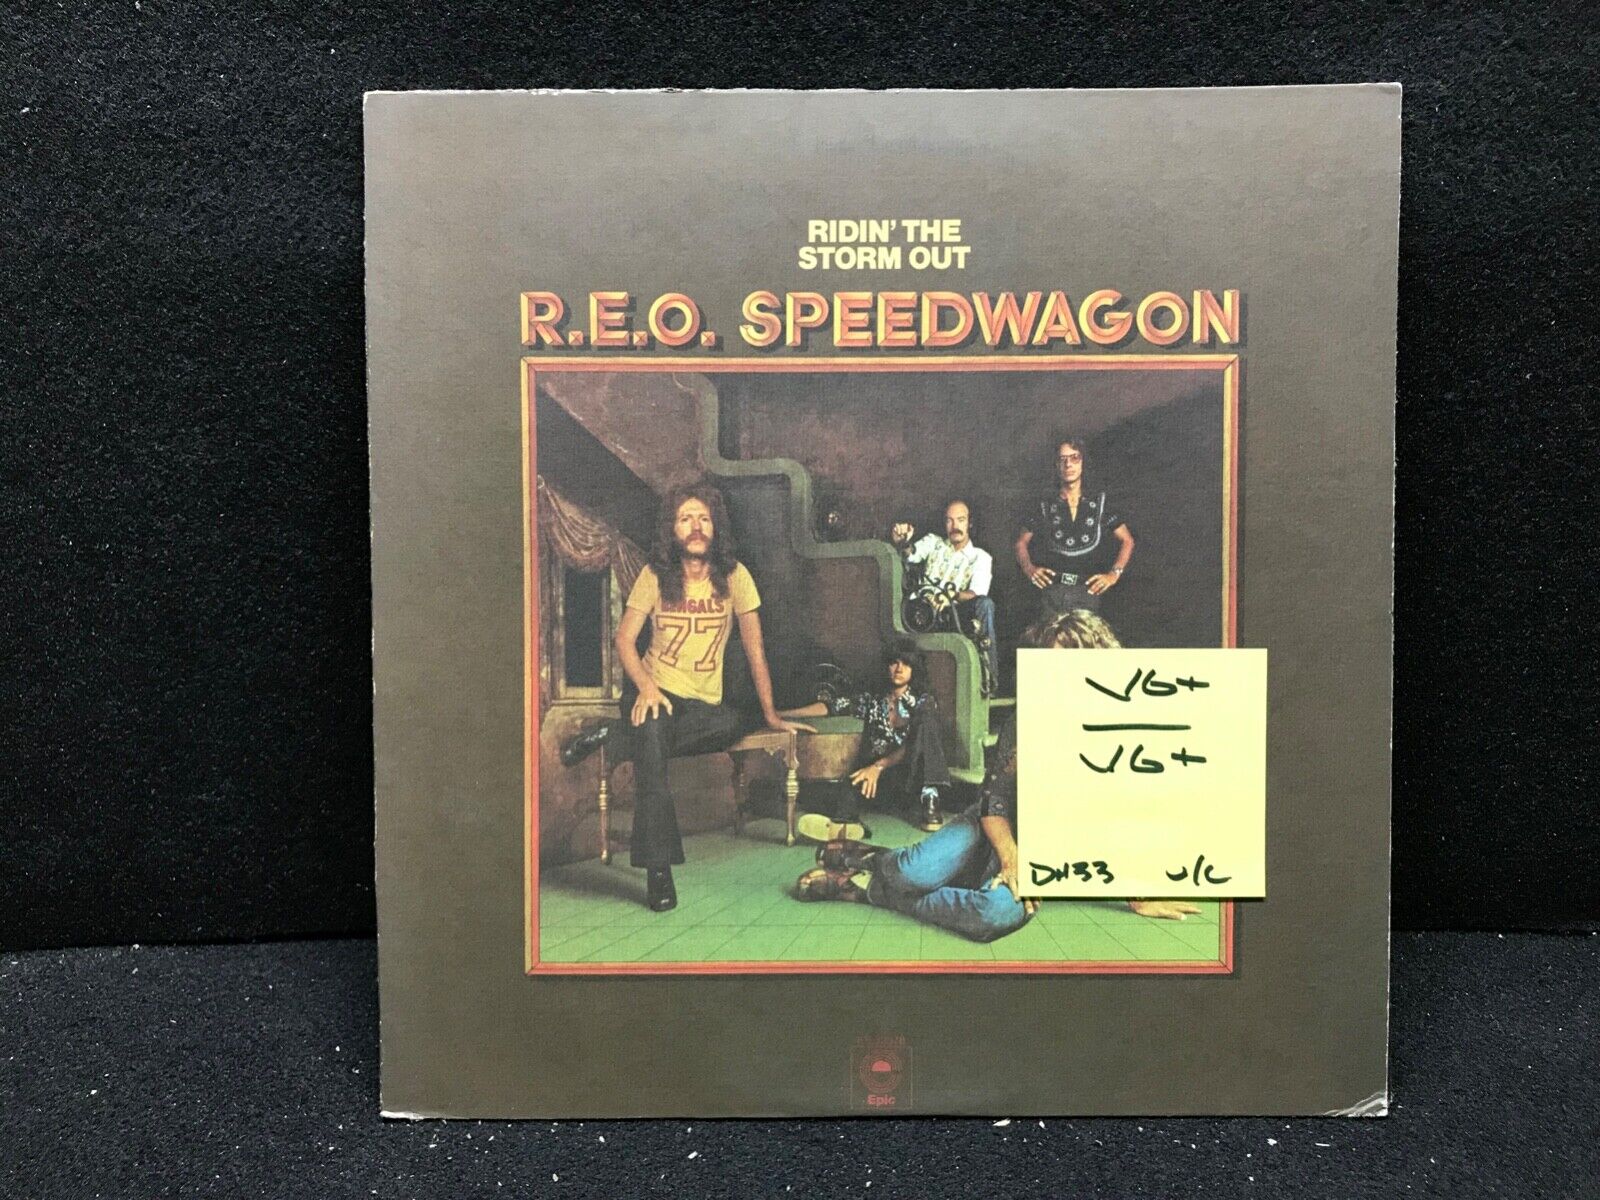 RIDIN' THE
STORM OUT
R.E.O. SPEEDWAGON
BENGALS
77
VG+
VG+
DH33 U/C
Epic